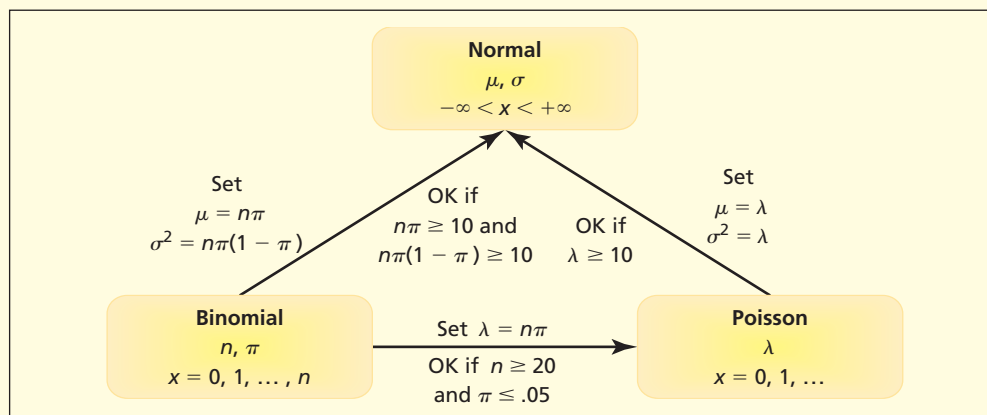 Normal
μ, σ
−∞ < x < +∞
Set
μ = nπ
σ² = nπ(1 − π)
OK if
nπ ≥ 10 and
nπ(1 − π) ≥ 10
OK if
λ ≥ 10
Set
μ = λ
σ² = λ
Binomial
n, π
x = 0, 1, … , n
Set λ = nπ
OK if n ≥ 20
and π ≤ .05
Poisson
λ
x = 0, 1, …